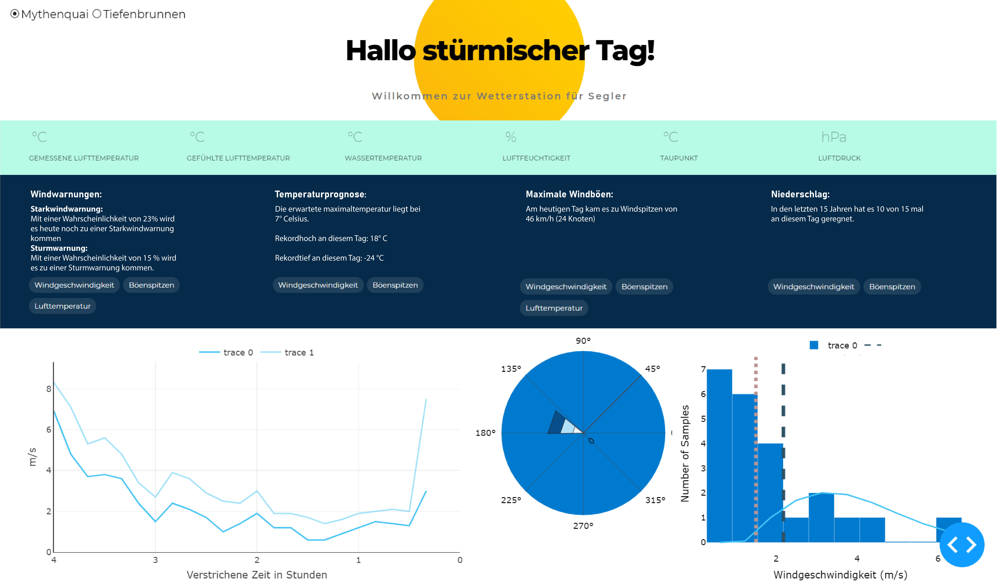 Mythenquai Tiefenbrunnen
Hallo stürmischer Tag!
Willkommen zur Wetterstation für Segler
°C
GEMESSENE LUFTTEMPERATUR
°C
GEFÜHLTE LUFTTEMPERATUR
°C
WASSERTEMPERATUR
%
LUFTFEUCHTIGKEIT
°C
TAUPUNKT
hPa
LUFTDRUCK
Windwarnungen:
Starkwindwarnung:
Mit einer Wahrscheinlichkeit von 23% wird
es heute noch zu einer Starkwindwarnung
kommen
Sturmwarnung:
Mit einer Wahrscheinlichkeit von 15 % wird
es zu einer Sturmwarnung kommen.
Windgeschwindigkeit Böenspitzen
Lufttemperatur
Temperaturprognose:
Die erwartete maximaltemperatur liegt bei
7° Celsius.
Rekordhoch an diesem Tag: 18° C
Rekordtief an diesem Tag: -24 °C
Windgeschwindigkeit Böenspitzen
Maximale Windböen:
Am heutigen Tag kam es zu Windspitzen von
46 km/h (24 Knoten)
Windgeschwindigkeit Böenspitzen
Lufttemperatur
Niederschlag:
In den letzten 15 Jahren hat es 10 von 15 mal
an diesem Tag geregnet.
Windgeschwindigkeit Böenspitzen
trace 0 trace 1
8
6
4
2
0
m/s
4 3 2 1 0
Verstrichene Zeit in Stunden
90°
135° 45°
180°
0
225° 315°
270°
trace 0
7
6
5
4
3
2
1
0
Number of Samples
2 4 6
Windgeschwindigkeit (m/s)